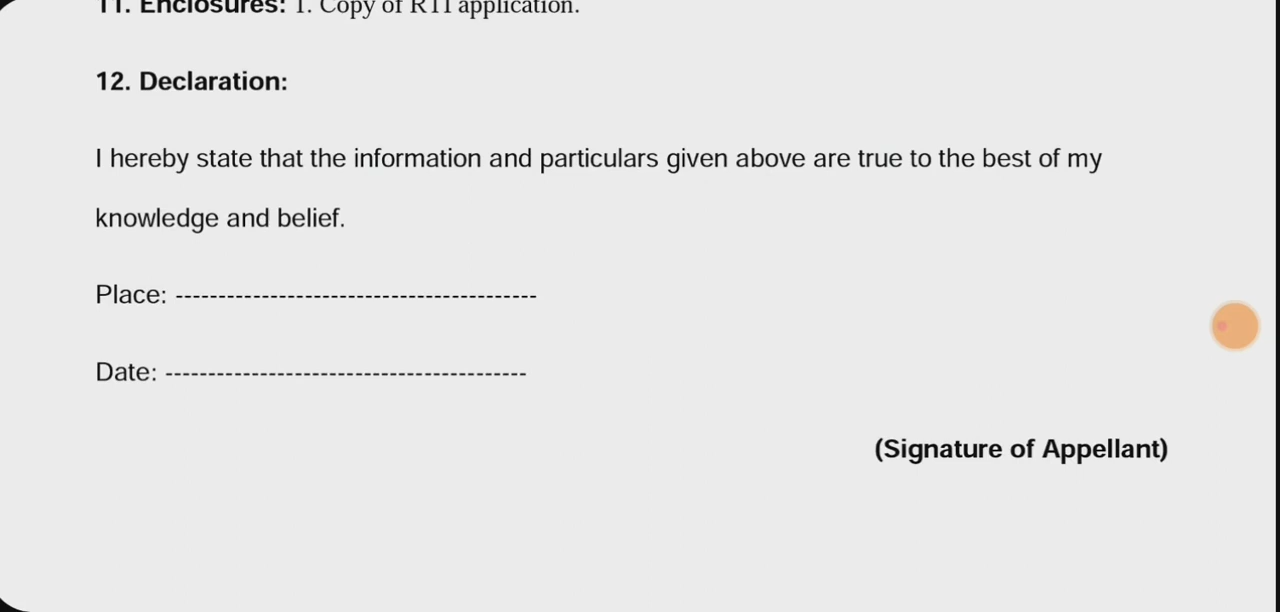 11. Enclosures: 1. Copy of RTI application.
12. Declaration:
I hereby state that the information and particulars given above are true to the best of my
knowledge and belief.
Place: ------------------------------------------
Date: ------------------------------------------
(Signature of Appellant)